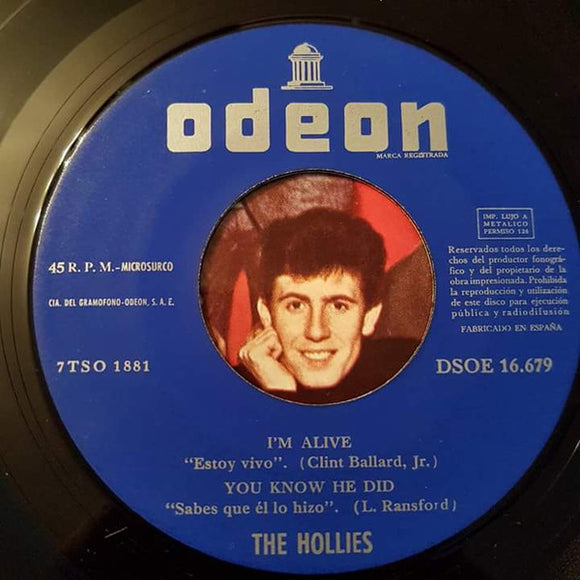 odeon
MARCA REGISTRADA
IMP. LUJO A
METALICO
PERMISO 126
Reservados todos los dere-
chos del productor fonográ-
fico y del propietario de la
obra impresionada. Prohibida
la reproducción y utilización
de este disco para ejecución
pública y radiodifusión
FABRICADO EN ESPAÑA
45 R. P. M.-MICROSURCO
CIA. DEL GRAMOFONO-ODEON, S. A. E.
7TSO 1881
DSOE 16.679
I'M ALIVE
"Estoy vivo". (Clint Ballard, Jr.)
YOU KNOW HE DID
"Sabes que él lo hizo". (L. Ransford)
THE HOLLIES